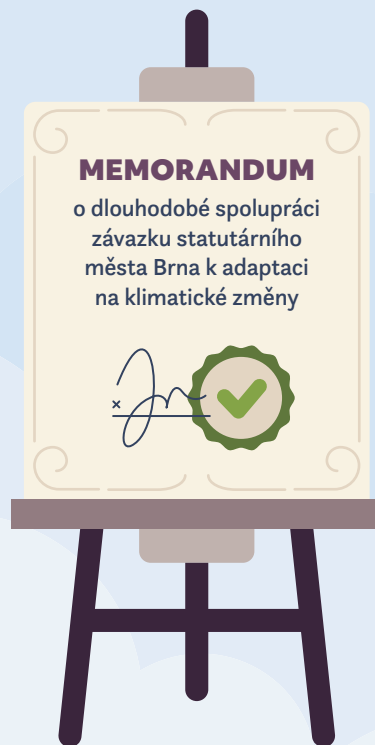 MEMORANDUM
o dlouhodobé spolupráci
závazku statutárního
města Brna k adaptaci
na klimatické změny